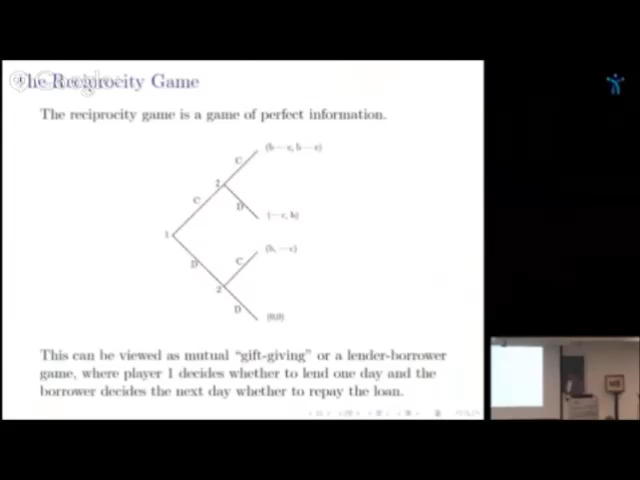 The Reciprocity Game
The reciprocity game is a game of perfect information.
C
(b − c, b − c)
2
C
D
(−c, b)
1
D
C
(b, −c)
2
D
(0,0)
This can be viewed as mutual “gift-giving” or a lender-borrower
game, where player 1 decides whether to lend one day and the
borrower decides the next day whether to repay the loan.